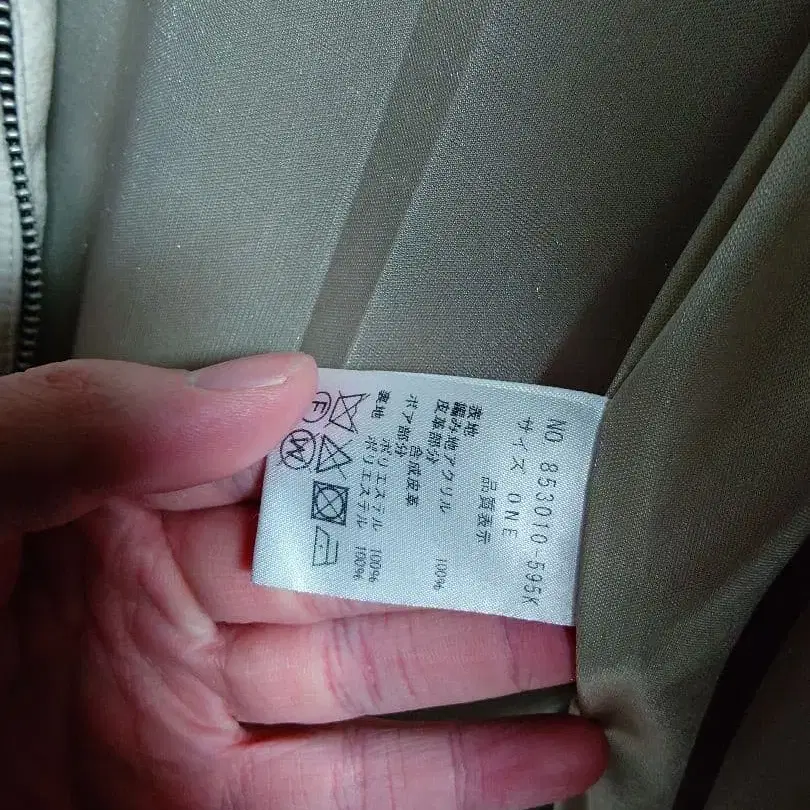 NO 853010-595K
サイズ ONE
品質表示
表地
編み地アクリル 100%
皮革部分
合成皮革
ボア部分
ポリエステル 100%
裏地 ポリエステル 100%
F W